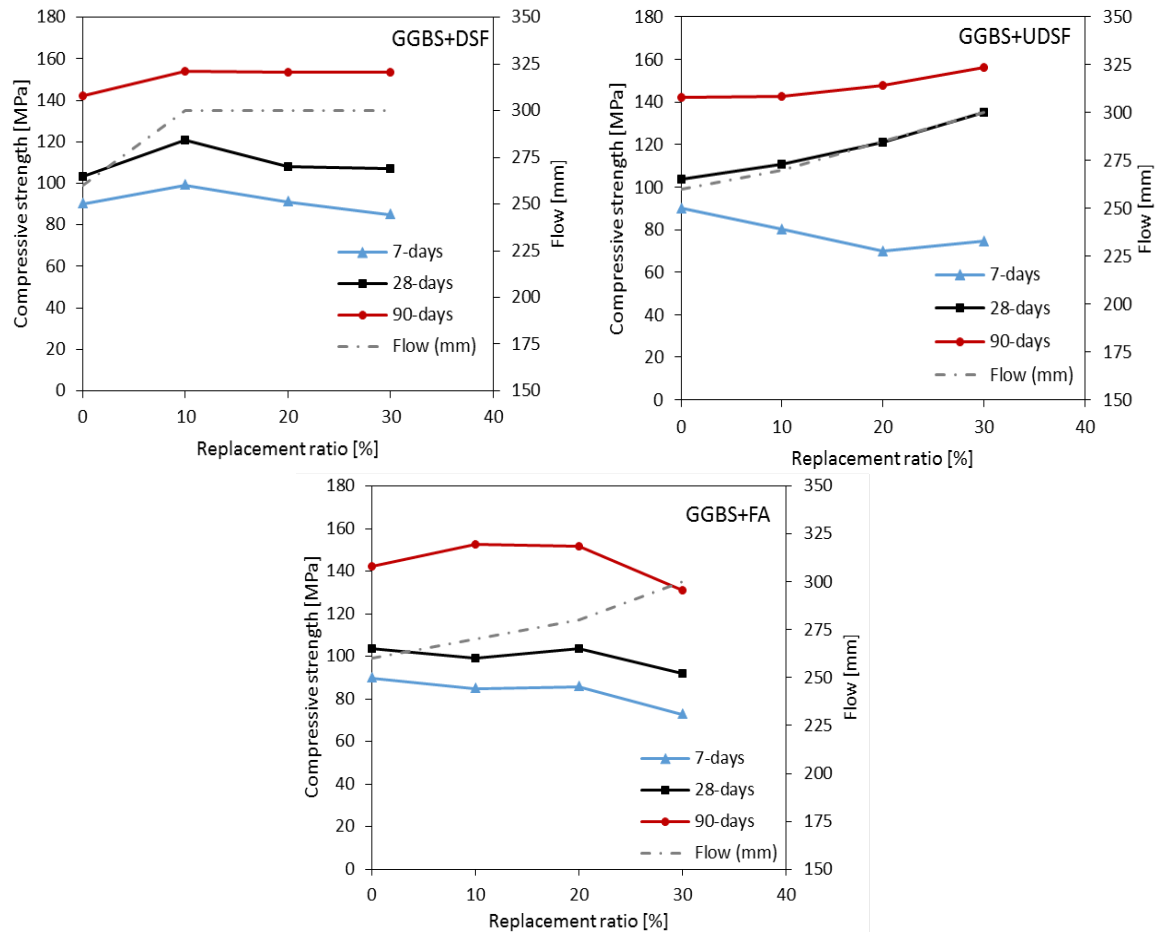 GGBS+DSF
Compressive strength [MPa]
180
160
140
120
100
80
60
40
20
0
350
325
300
275
250
225
200
175
150
Flow [mm]
7-days
28-days
90-days
Flow (mm)
0 10 20 30 40
Replacement ratio [%]
GGBS+UDSF
Compressive strength [MPa]
180
160
140
120
100
80
60
40
20
0
350
325
300
275
250
225
200
175
150
Flow [mm]
7-days
28-days
90-days
Flow (mm)
0 10 20 30 40
Replacement ratio [%]
GGBS+FA
Compressive strength [MPa]
180
160
140
120
100
80
60
40
20
0
350
325
300
275
250
225
200
175
150
Flow [mm]
7-days
28-days
90-days
Flow (mm)
0 10 20 30 40
Replacement ratio [%]